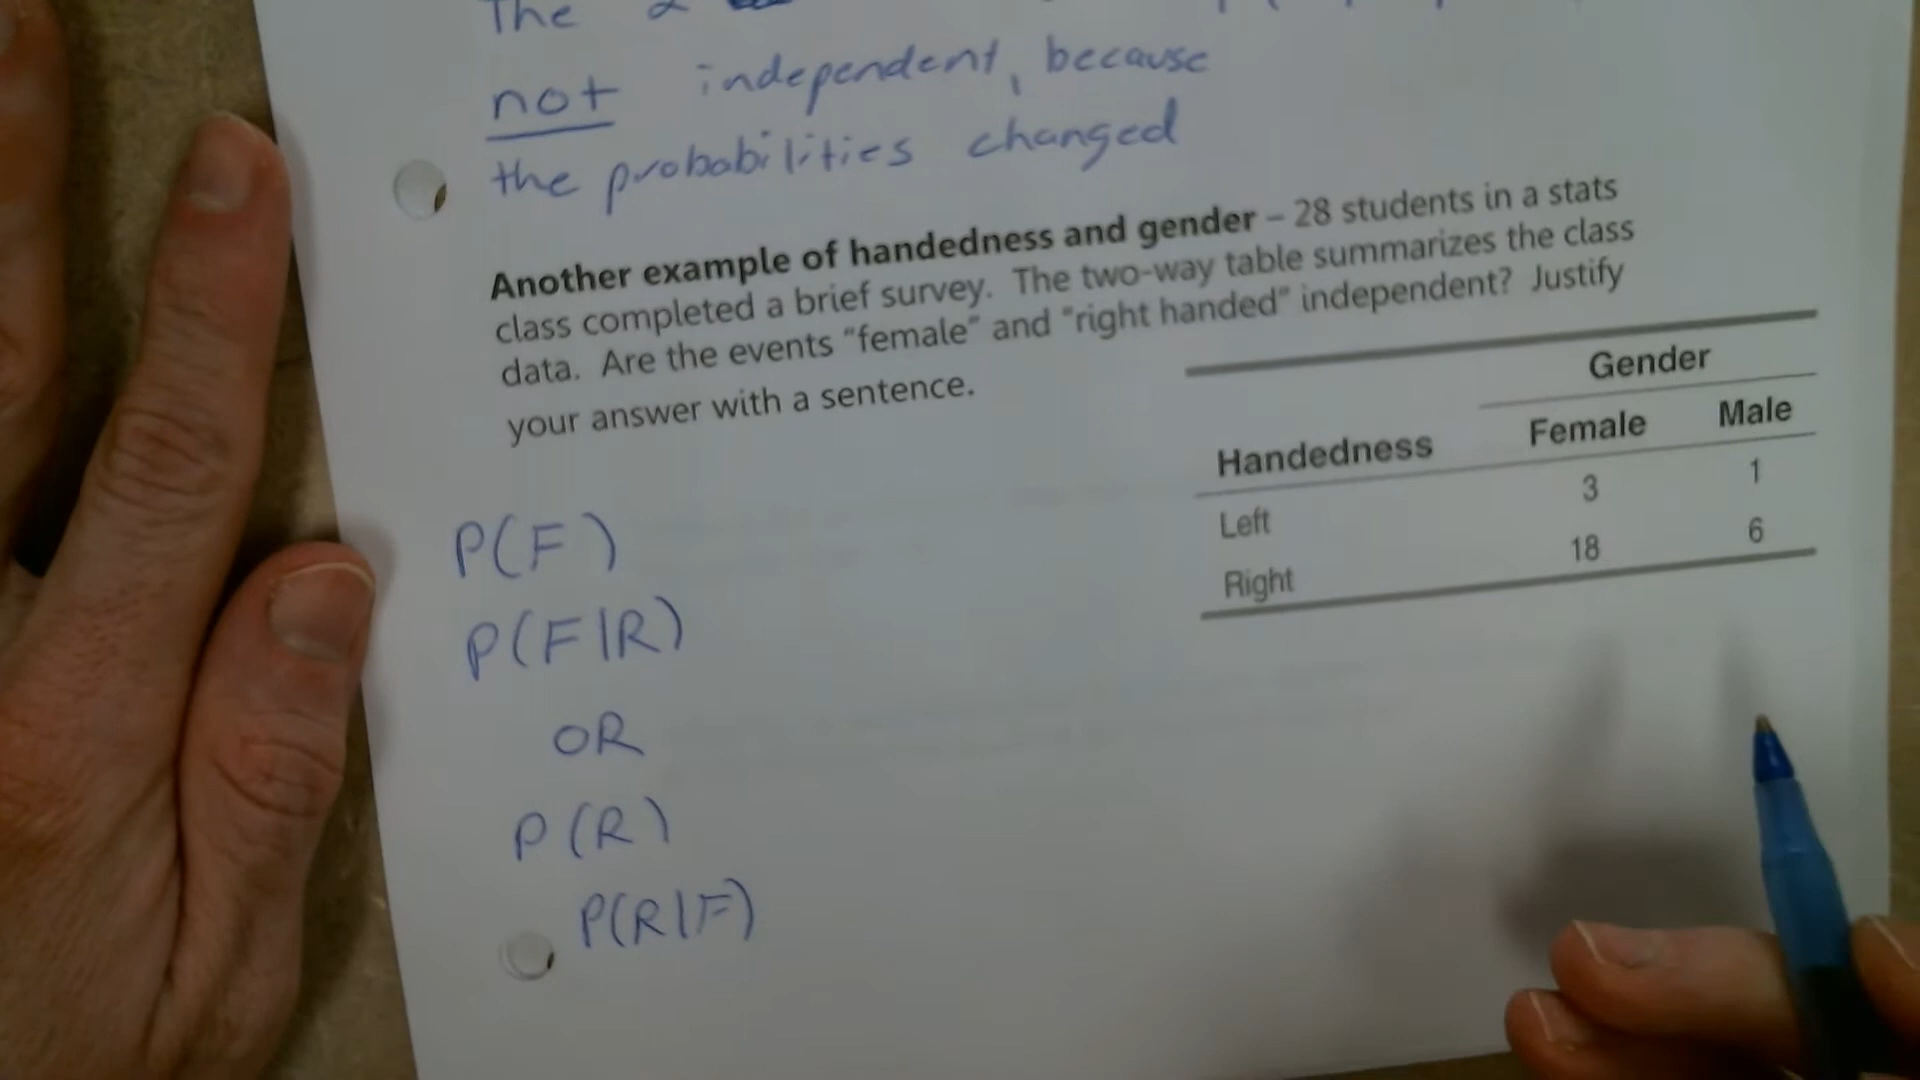 The 2
not independent, because
the probabilities changed
Another example of handedness and gender – 28 students in a stats
class completed a brief survey. The two-way table summarizes the class
data. Are the events "female" and "right handed" independent? Justify
your answer with a sentence.
Gender
Handedness Female Male
Left 3 1
Right 18 6
P(F)
P(F|R)
OR
P(R)
P(R|F)